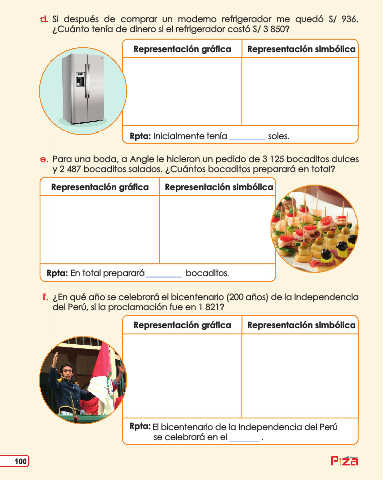 d. Si después de comprar un moderno refrigerador me quedó S/ 936.
¿Cuánto tenía de dinero si el refrigerador costó S/ 3 850?
Representación gráfica Representación simbólica
Rpta: Inicialmente tenía ________ soles.
e. Para una boda, a Angie le hicieron un pedido de 3 125 bocaditos dulces
y 2 487 bocaditos salados. ¿Cuántos bocaditos preparará en total?
Representación gráfica Representación simbólica
Rpta: En total preparará ________ bocaditos.
f. ¿En qué año se celebrará el bicentenario (200 años) de la Independencia
del Perú, si la proclamación fue en 1 821?
Representación gráfica Representación simbólica
Rpta: El bicentenario de la Independencia del Perú
se celebrará en el ________ .
100